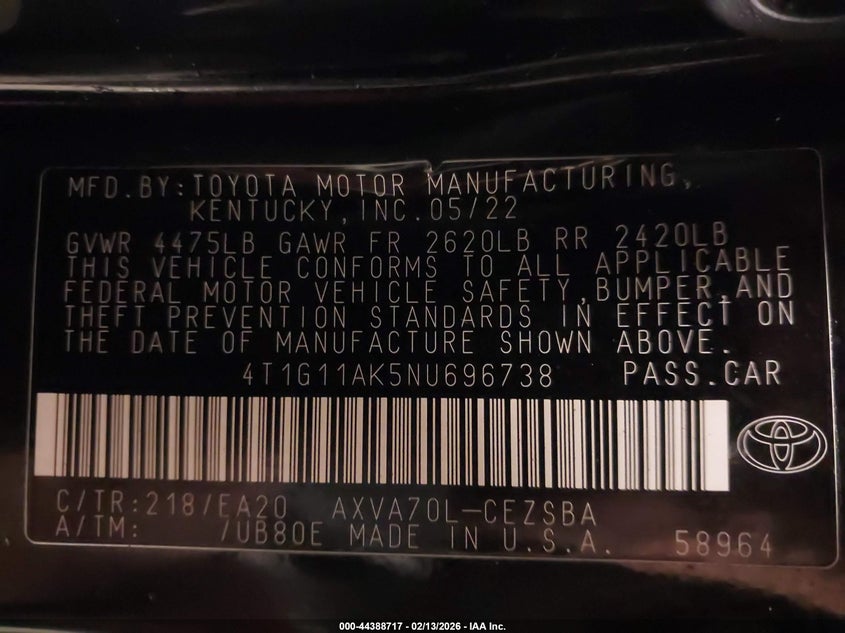 MFD.BY:TOYOTA MOTOR MANUFACTURING,
KENTUCKY,INC.05/22
GVWR 4475LB GAWR FR 2620LB RR 2420LB
THIS VEHICLE CONFORMS TO ALL APPLICABLE
FEDERAL MOTOR VEHICLE SAFETY,BUMPER,AND
THEFT PREVENTION STANDARDS IN EFFECT ON
THE DATE OF MANUFACTURE SHOWN ABOVE.
4T1G11AK5NU696738 PASS.CAR
C/TR:218/EA20 AXVA70L-CEZSBA
A/TM: /UB80E MADE IN U.S.A. 58964
000-44388717 - 02/13/2026 - IAA Inc.